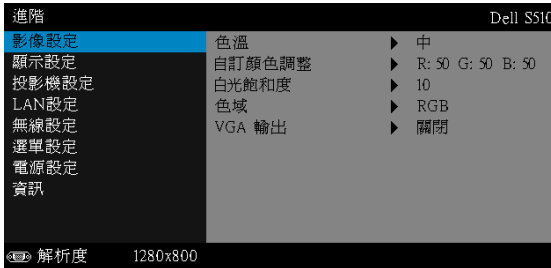 進階 Dell S510
影像設定 色溫 中
顯示設定 自訂顏色調整 R: 50 G: 50 B: 50
投影機設定 白光飽和度 10
LAN設定 色域 RGB
無線設定 VGA 輸出 關閉
選單設定
電源設定
資訊
解析度 1280x800